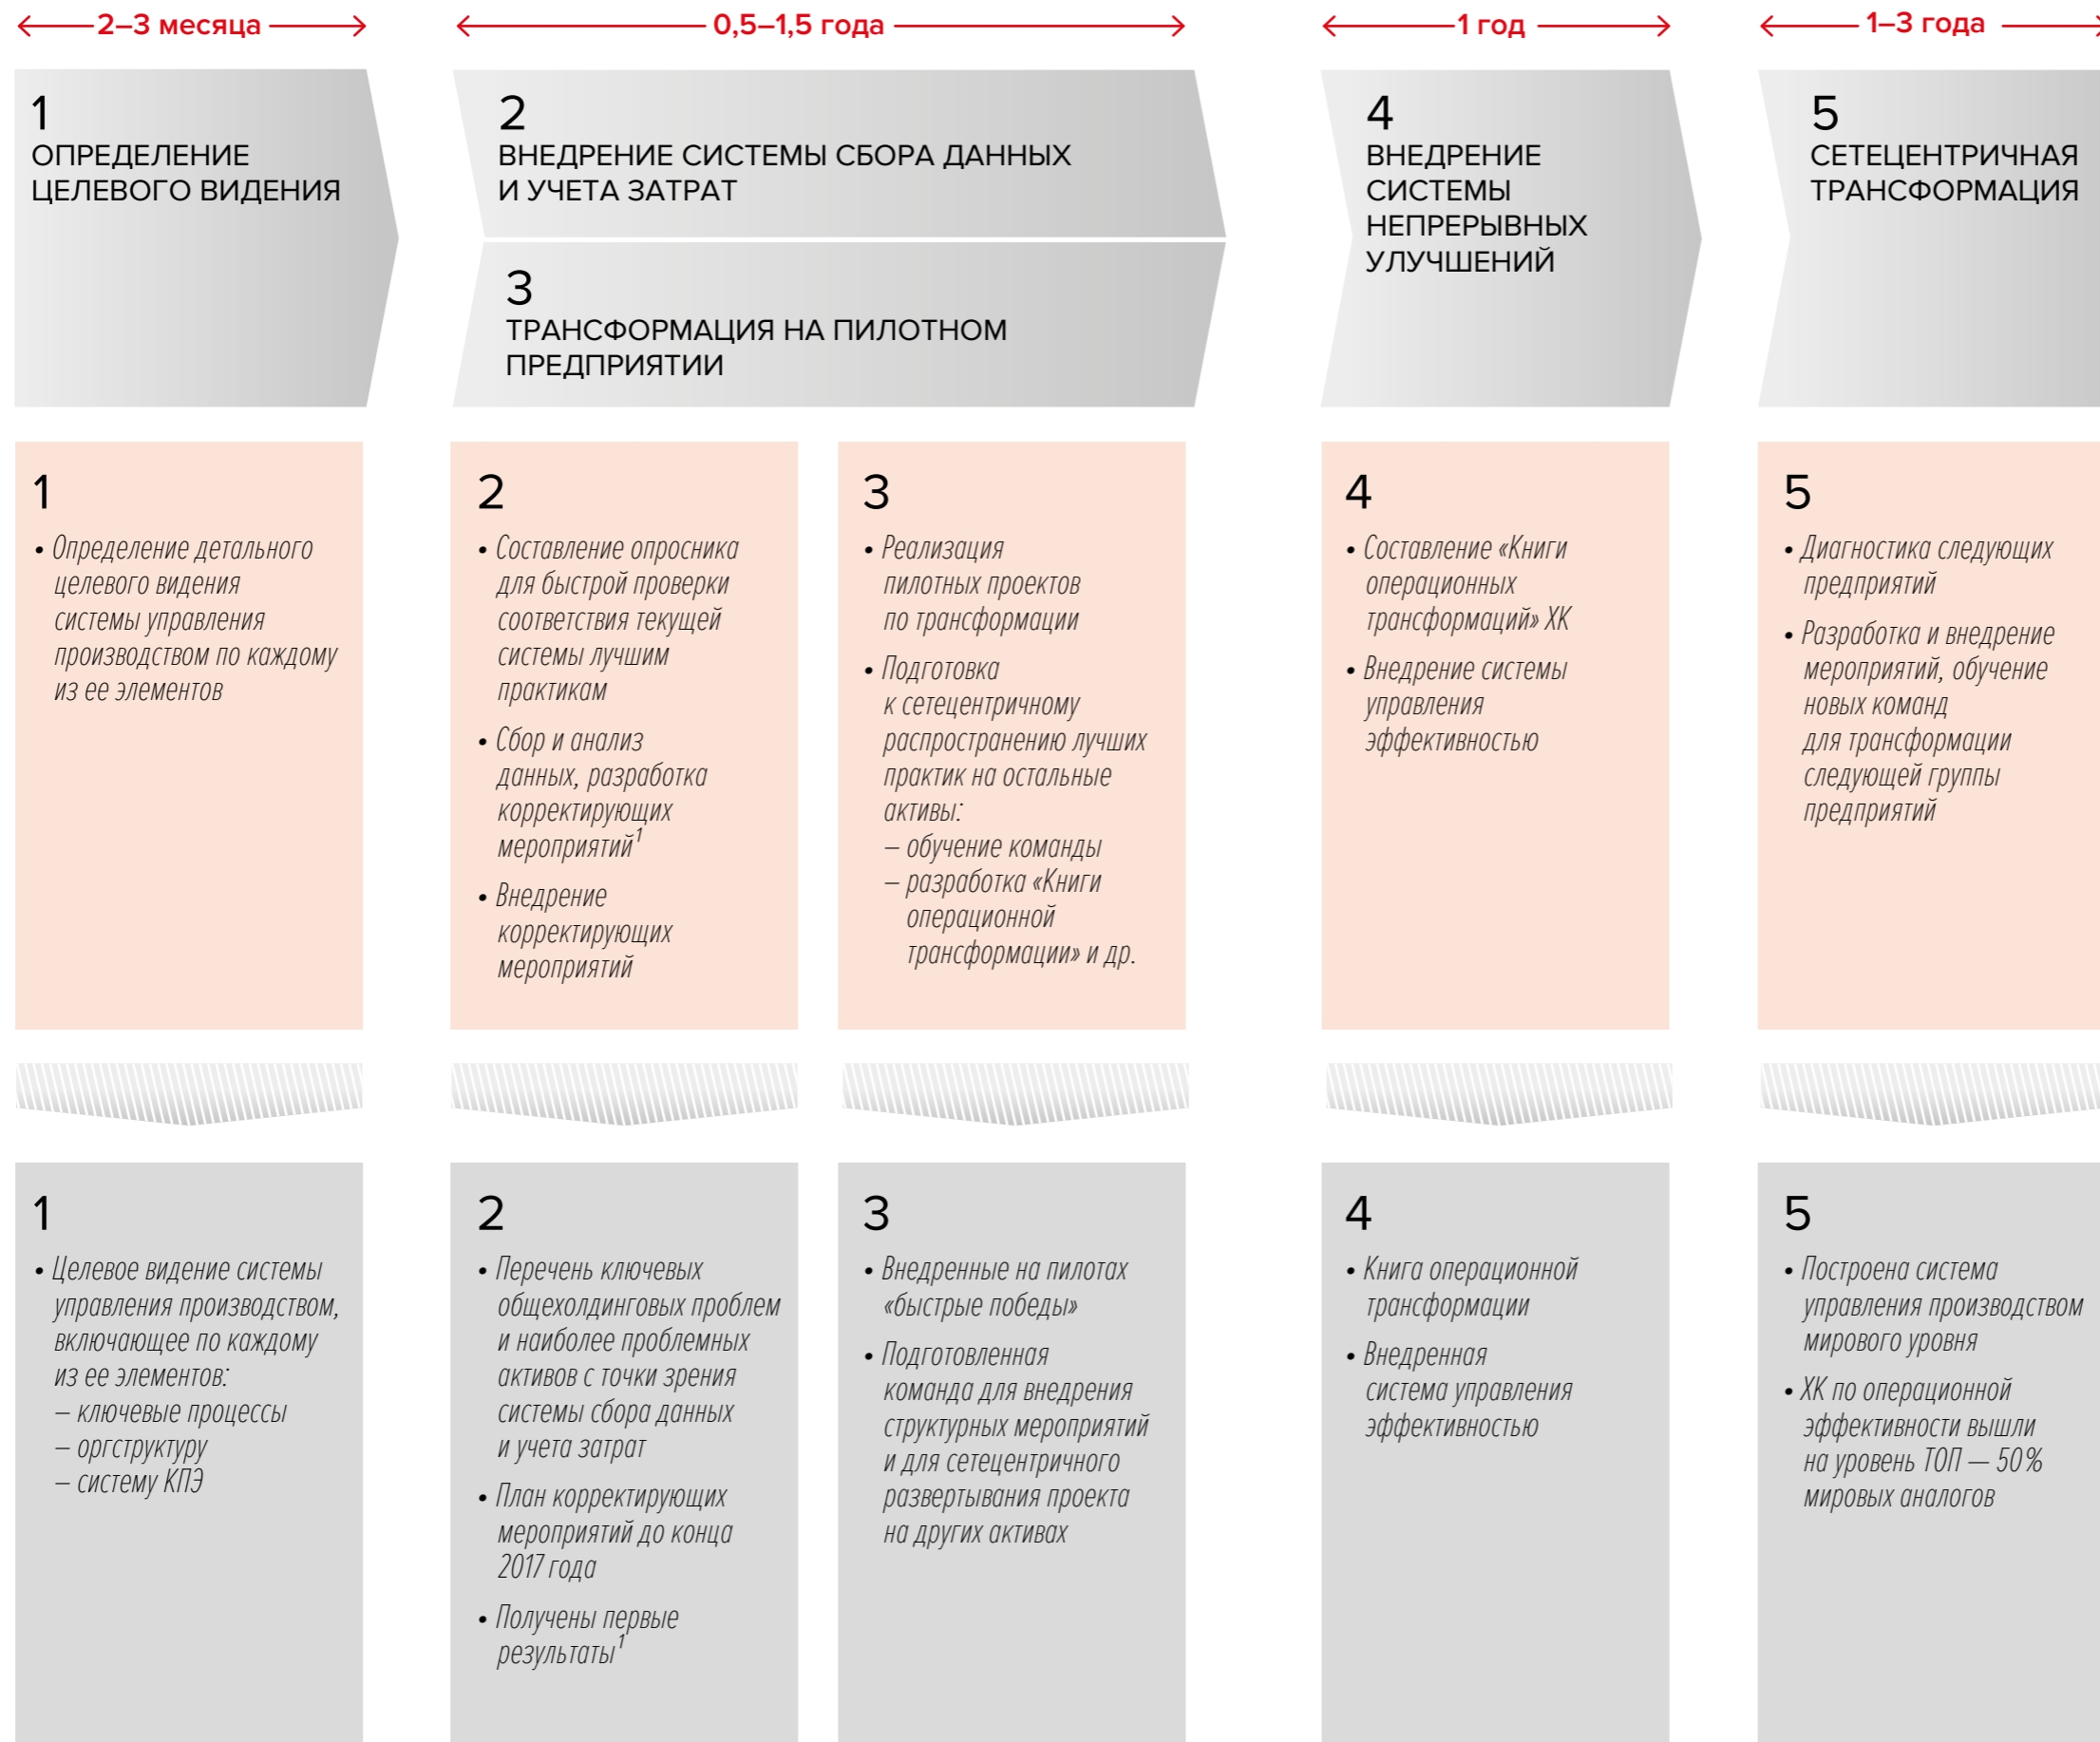 2–3 месяца
0,5–1,5 года
1 год
1–3 года
1
ОПРЕДЕЛЕНИЕ
ЦЕЛЕВОГО ВИДЕНИЯ
2
ВНЕДРЕНИЕ СИСТЕМЫ СБОРА ДАННЫХ
И УЧЕТА ЗАТРАТ
3
ТРАНСФОРМАЦИЯ НА ПИЛОТНОМ
ПРЕДПРИЯТИИ
4
ВНЕДРЕНИЕ
СИСТЕМЫ
НЕПРЕРЫВНЫХ
УЛУЧШЕНИЙ
5
СЕТЕЦЕНТРИЧНАЯ
ТРАНСФОРМАЦИЯ
1
• Определение детального
целевого видения
системы управления
производством по каждому
из ее элементов
2
• Составление опросника
для быстрой проверки
соответствия текущей
системы лучшим
практикам
• Сбор и анализ
данных, разработка
корректирующих
мероприятий¹
• Внедрение
корректирующих
мероприятий
3
• Реализация
пилотных проектов
по трансформации
• Подготовка
к сетецентричному
распространению лучших
практик на остальные
активы:
– обучение команды
– разработка «Книги
операционной
трансформации» и др.
4
• Составление «Книги
операционных
трансформаций» ХК
• Внедрение системы
управления
эффективностью
5
• Диагностика следующих
предприятий
• Разработка и внедрение
мероприятий, обучение
новых команд
для трансформации
следующей группы
предприятий
1
• Целевое видение системы
управления производством,
включающее по каждому
из ее элементов:
– ключевые процессы
– оргструктуру
– систему КПЭ
2
• Перечень ключевых
общехолдинговых проблем
и наиболее проблемных
активов с точки зрения
системы сбора данных
и учета затрат
• План корректирующих
мероприятий до конца
2017 года
• Получены первые
результаты¹
3
• Внедренные на пилотах
«быстрые победы»
• Подготовленная
команда для внедрения
структурных мероприятий
и для сетецентричного
развертывания проекта
на других активах
4
• Книга операционной
трансформации
• Внедренная
система управления
эффективностью
5
• Построена система
управления производством
мирового уровня
• ХК по операционной
эффективности вышли
на уровень ТОП — 50%
мировых аналогов